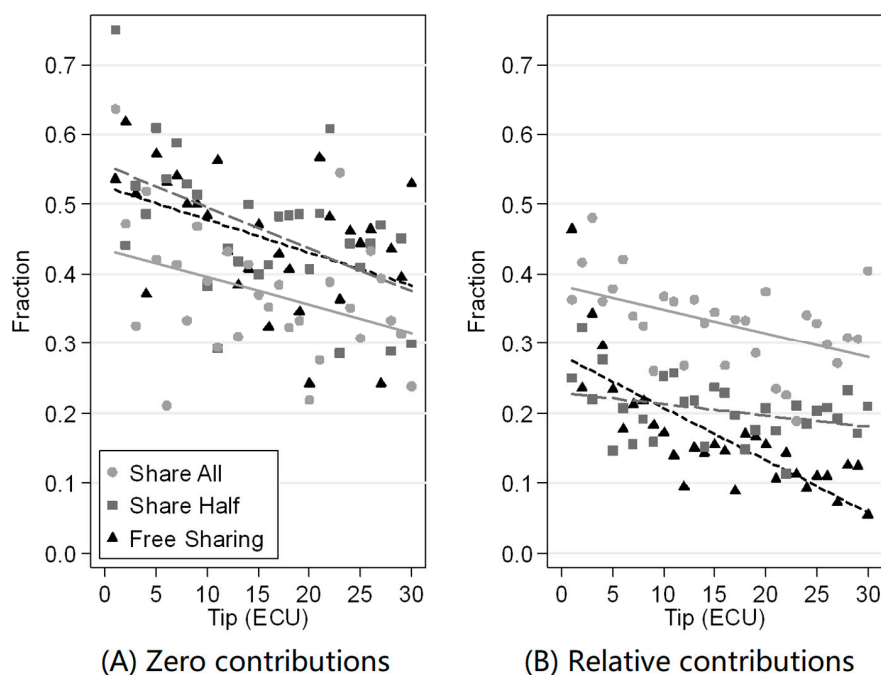 Fraction
0.7
0.6
0.5
0.4
0.3
0.2
0.1
0.0
Share All
Share Half
Free Sharing
0 5 10 15 20 25 30
Tip (ECU)
(A) Zero contributions
Fraction
0.7
0.6
0.5
0.4
0.3
0.2
0.1
0.0
0 5 10 15 20 25 30
Tip (ECU)
(B) Relative contributions